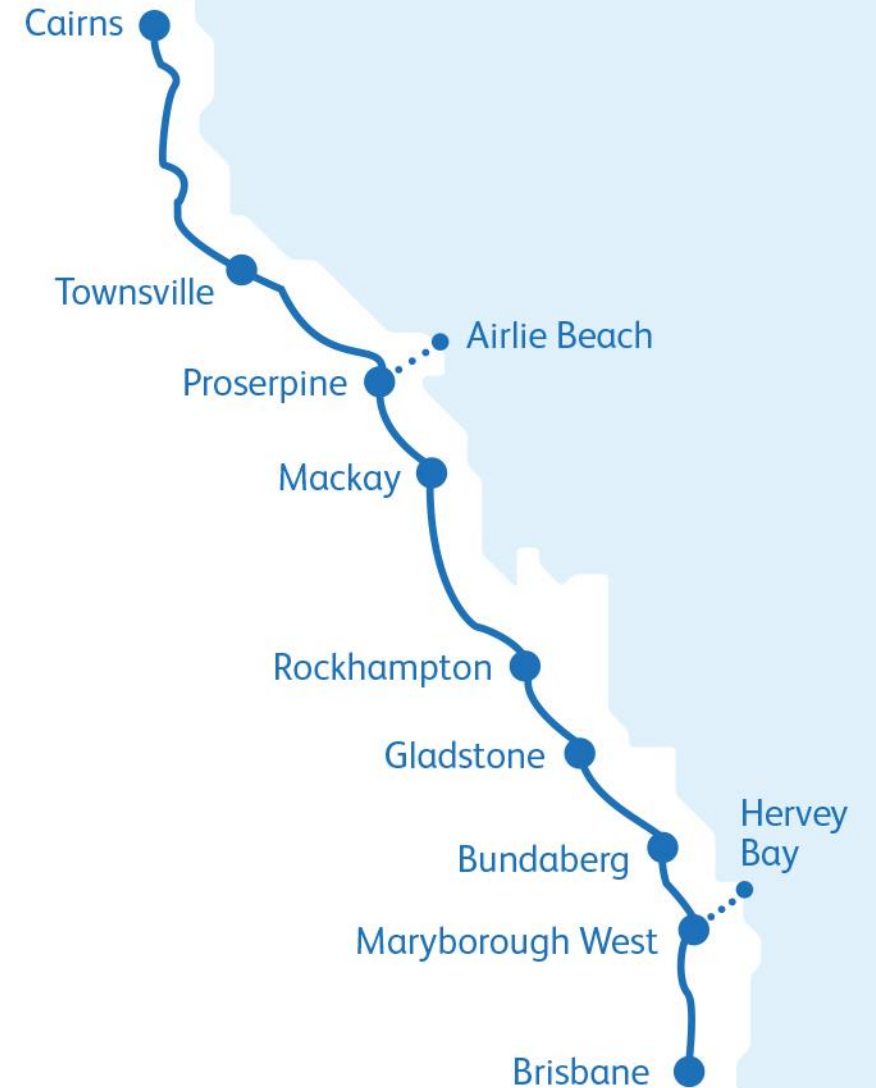 Cairns
Townsville
Airlie Beach
Proserpine
Mackay
Rockhampton
Gladstone
Hervey
Bay
Bundaberg
Maryborough West
Brisbane